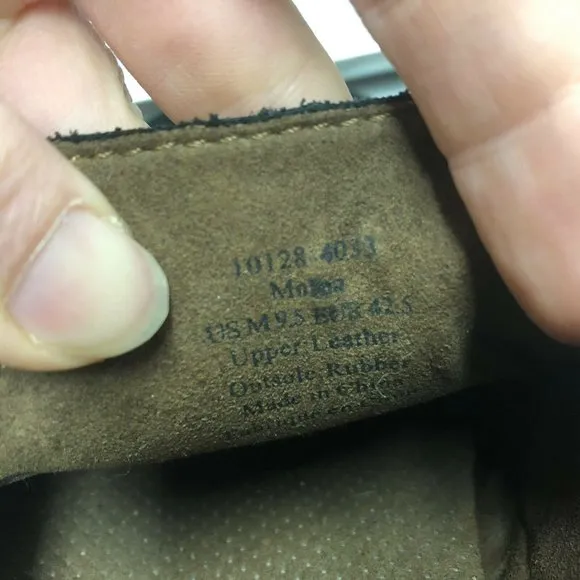 10128 4033
US M 9.5 EUR 42.5
Upper Leather
Outsole Rubber
Made in China